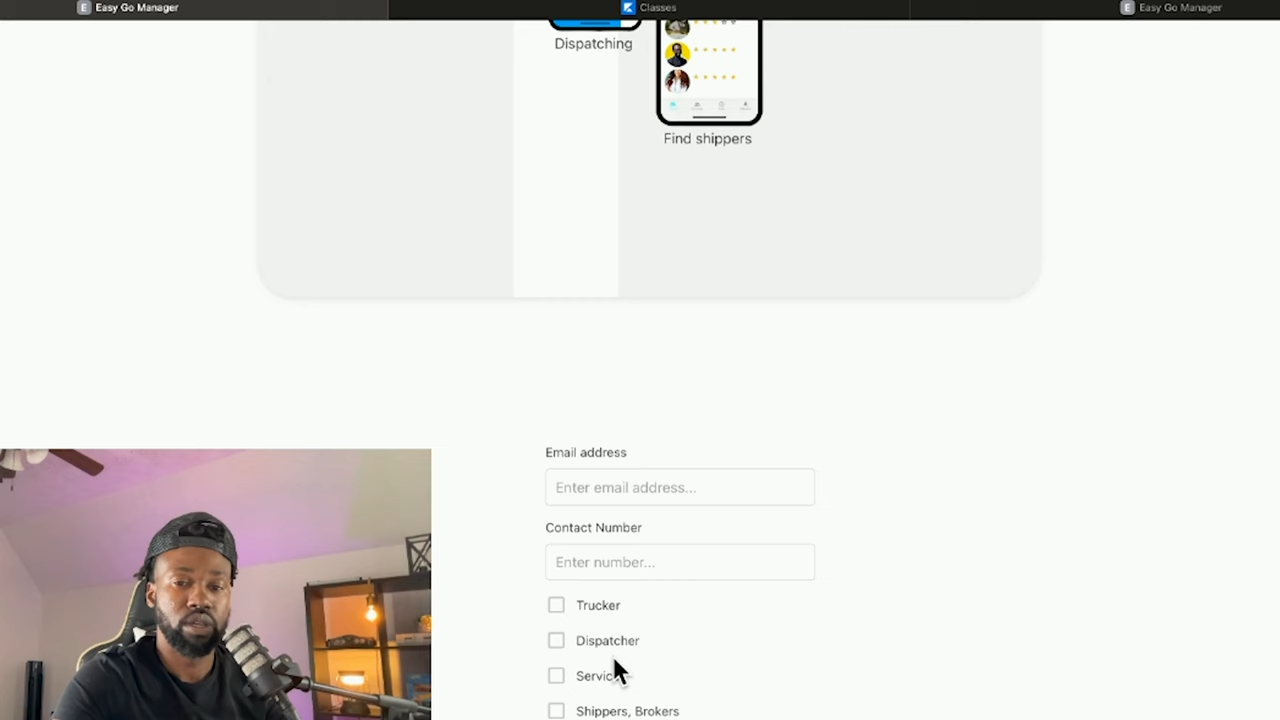 Easy Go Manager
Classes
Easy Go Manager
Dispatching
Find shippers
Email address
Enter email address...
Contact Number
Enter number...
Trucker
Dispatcher
Shippers, Brokers